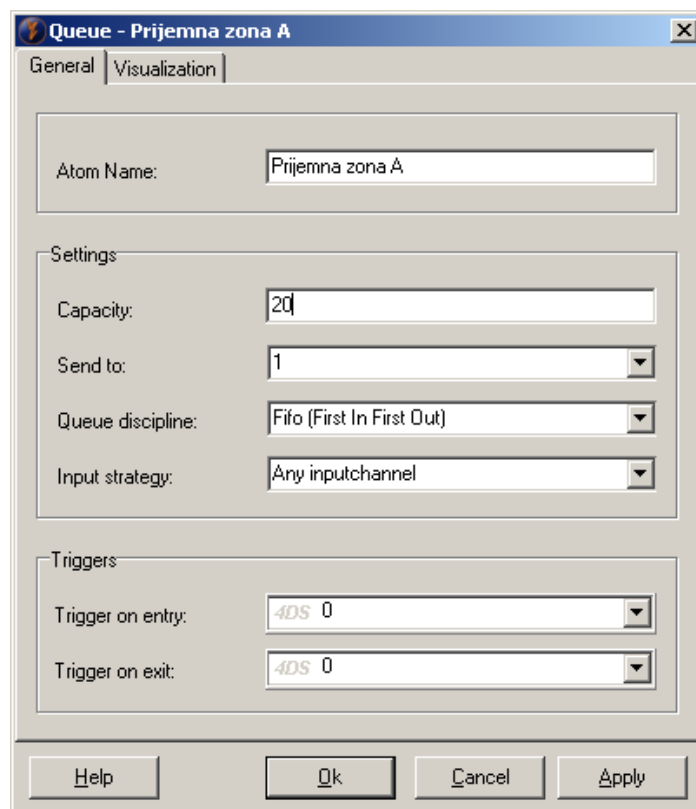 Queue - Prijemna zona A
General Visualization
Atom Name: Prijemna zona A
Settings
Capacity: 20
Send to: 1
Queue discipline: Fifo (First In First Out)
Input strategy: Any inputchannel
Triggers
Trigger on entry: 4DS 0
Trigger on exit: 4DS 0
Help Ok Cancel Apply